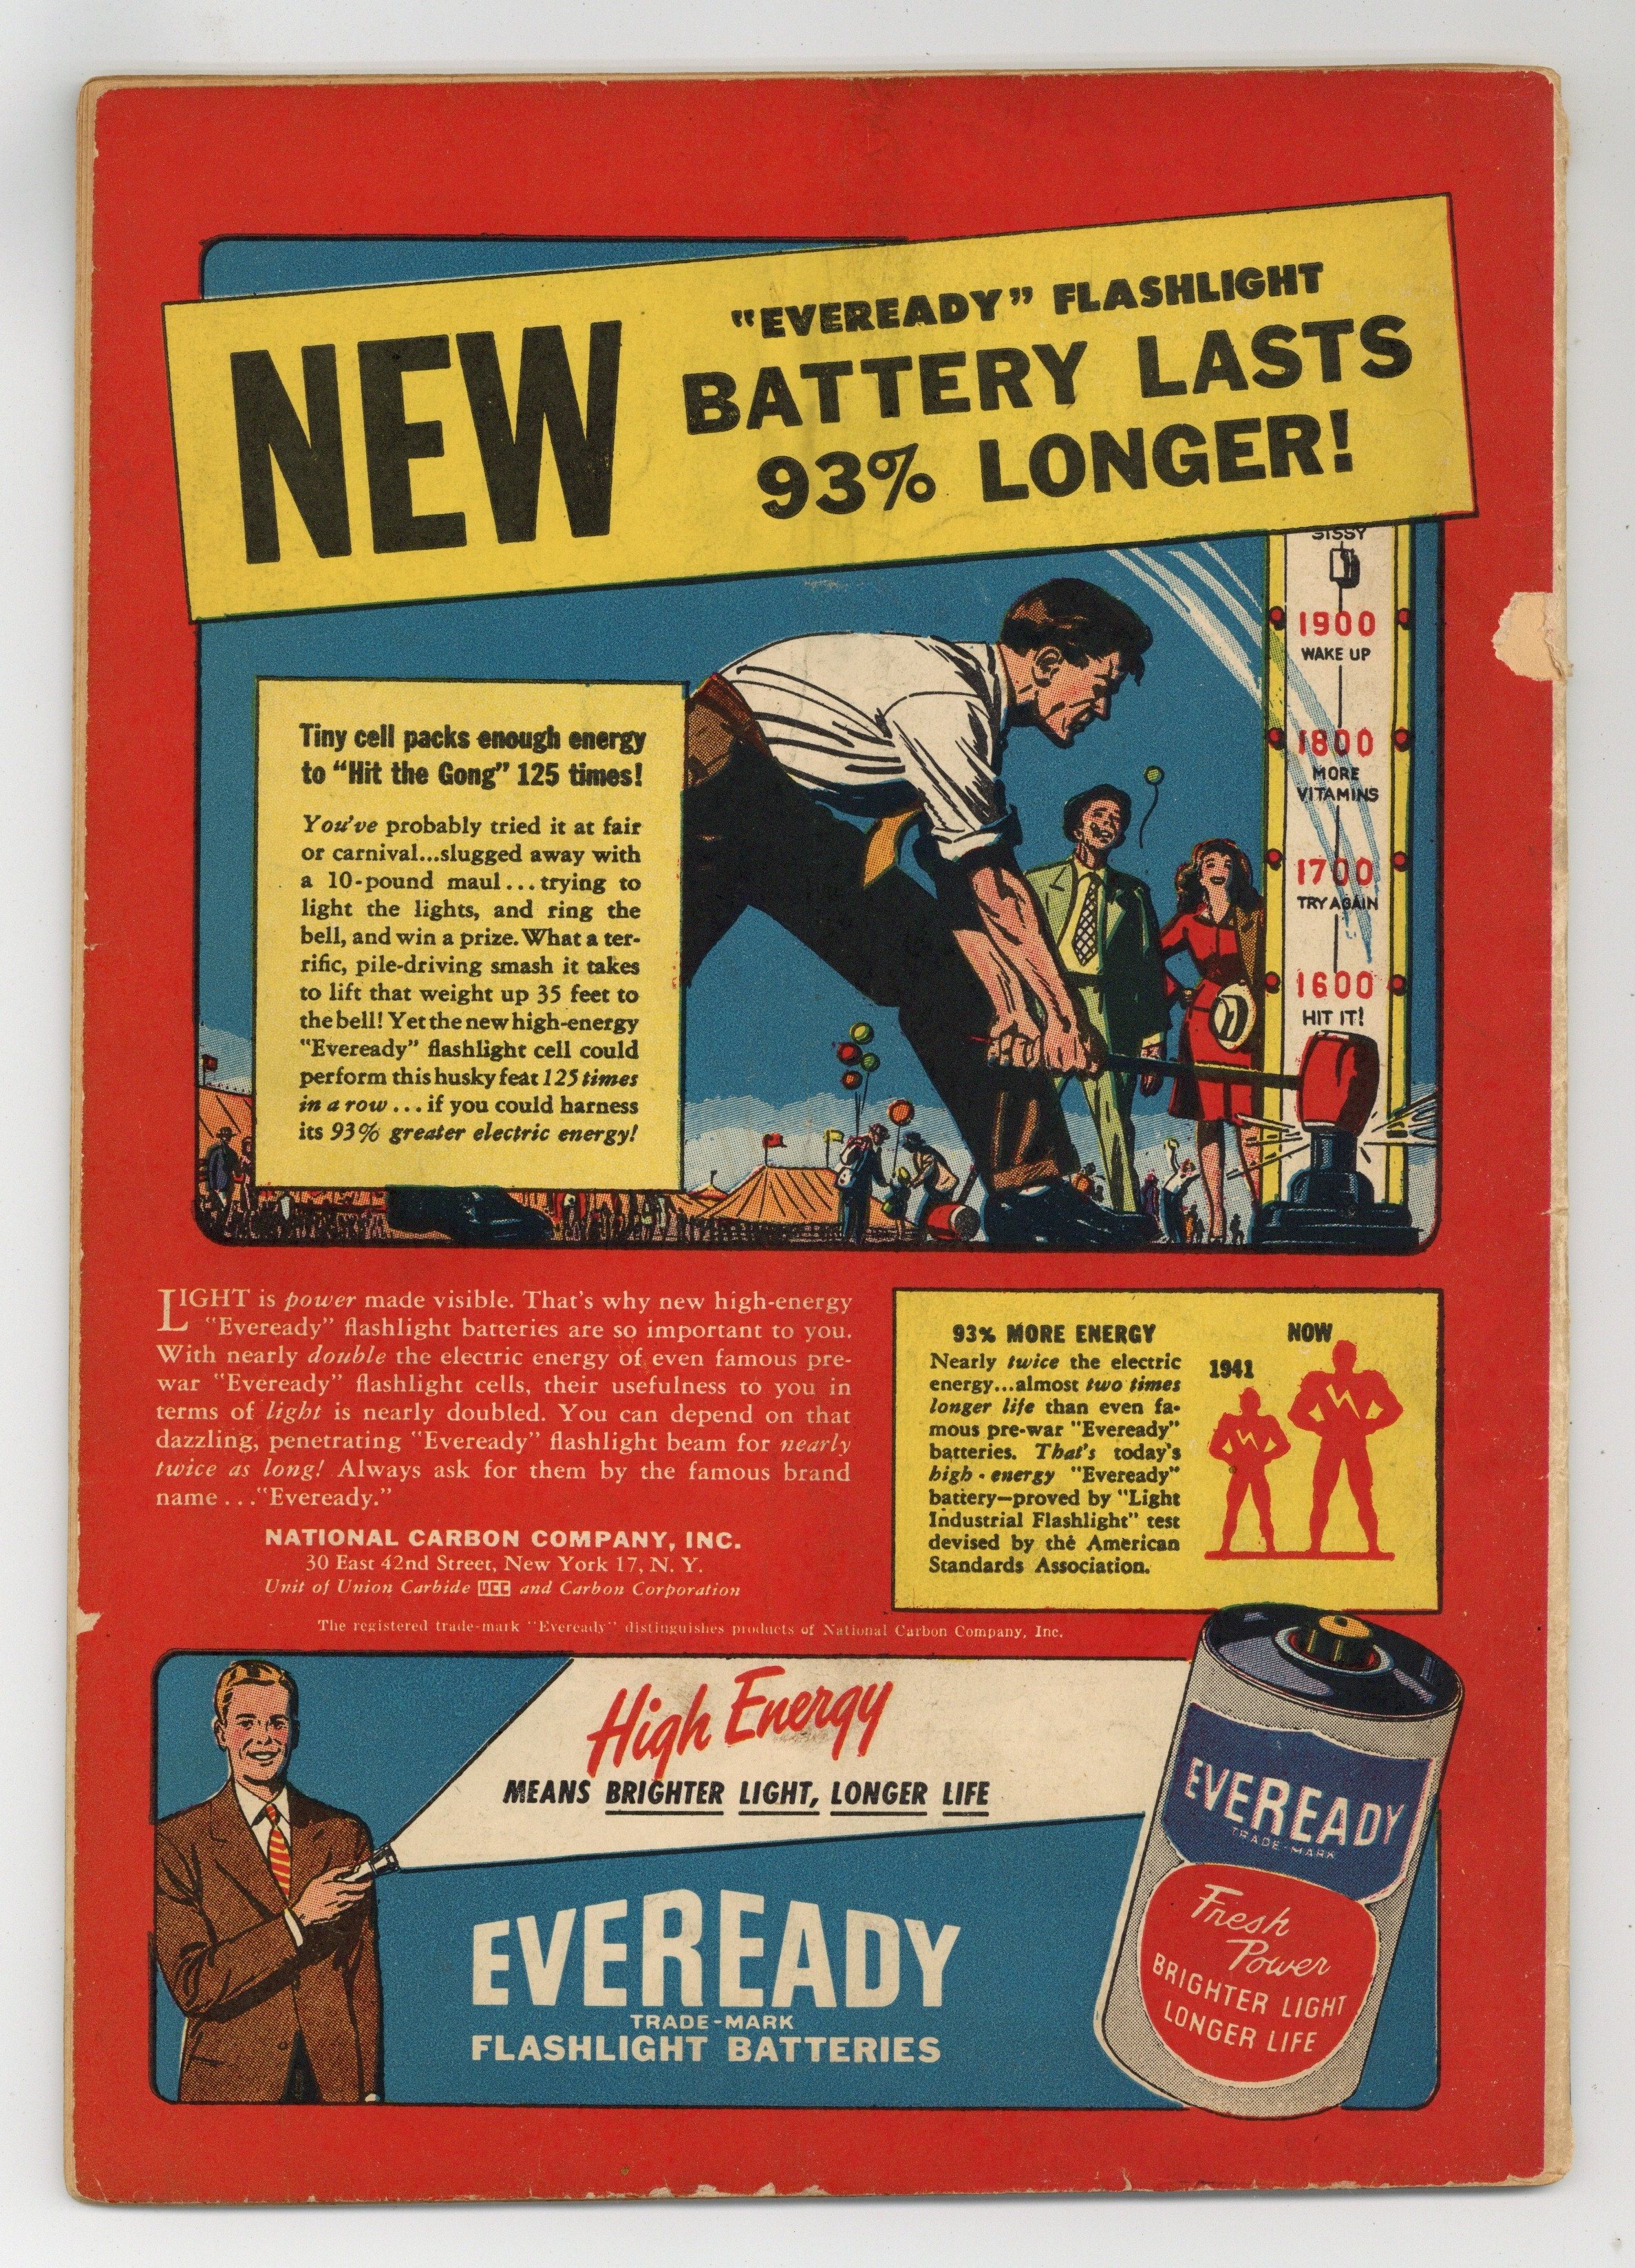 NEW
"EVEREADY" FLASHLIGHT
BATTERY LASTS
93% LONGER!
SISSY
1900
WAKE UP
1800
MORE
VITAMINS
1700
TRY AGAIN
1600
HIT IT!
Tiny cell packs enough energy
to "Hit the Gong" 125 times!
You've probably tried it at fair
or carnival...slugged away with
a 10-pound maul...trying to
light the lights, and ring the
bell, and win a prize. What a ter-
rific, pile-driving smash it takes
to lift that weight up 35 feet to
the bell! Yet the new high-energy
"Eveready" flashlight cell could
perform this husky feat 125 times
in a row...if you could harness
its 93% greater electric energy!
LIGHT is power made visible. That's why new high-energy
"Eveready" flashlight batteries are so important to you.
With nearly double the electric energy of even famous pre-
war "Eveready" flashlight cells, their usefulness to you in
terms of light is nearly doubled. You can depend on that
dazzling, penetrating "Eveready" flashlight beam for nearly
twice as long! Always ask for them by the famous brand
name..."Eveready."
NATIONAL CARBON COMPANY, INC.
30 East 42nd Street, New York 17, N. Y.
Unit of Union Carbide UCC and Carbon Corporation
The registered trade-mark "Eveready" distinguishes products of National Carbon Company, Inc.
93% MORE ENERGY
Nearly twice the electric
energy...almost two times
longer life than even fa-
mous pre-war "Eveready"
batteries. That's today's
high-energy "Eveready"
battery—proved by "Light
Industrial Flashlight" test
devised by the American
Standards Association.
1941
NOW
High Energy
MEANS BRIGHTER LIGHT, LONGER LIFE
EVEREADY
TRADE-MARK
FLASHLIGHT BATTERIES
EVEREADY
TRADE-MARK
Fresh
Power
BRIGHTER LIGHT
LONGER LIFE